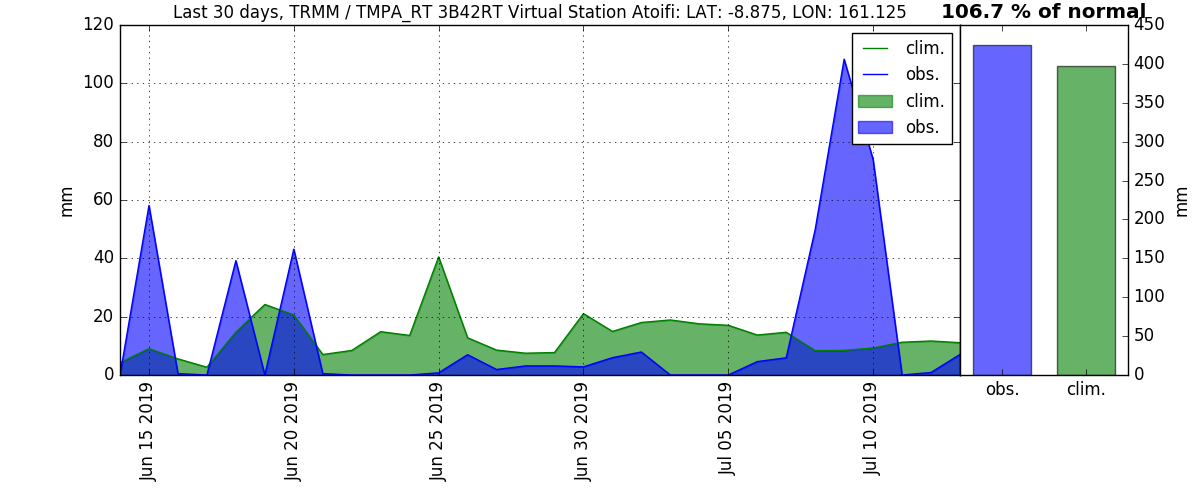 Last 30 days, TRMM / TMPA_RT 3B42RT Virtual Station Atoifi: LAT: -8.875, LON: 161.125
106.7 % of normal
120
100
80
60
40
20
0
mm
clim.
obs.
clim.
obs.
Jun 15 2019
Jun 20 2019
Jun 25 2019
Jun 30 2019
Jul 05 2019
Jul 10 2019
450
400
350
300
250
200
150
100
50
0
mm
obs.
clim.